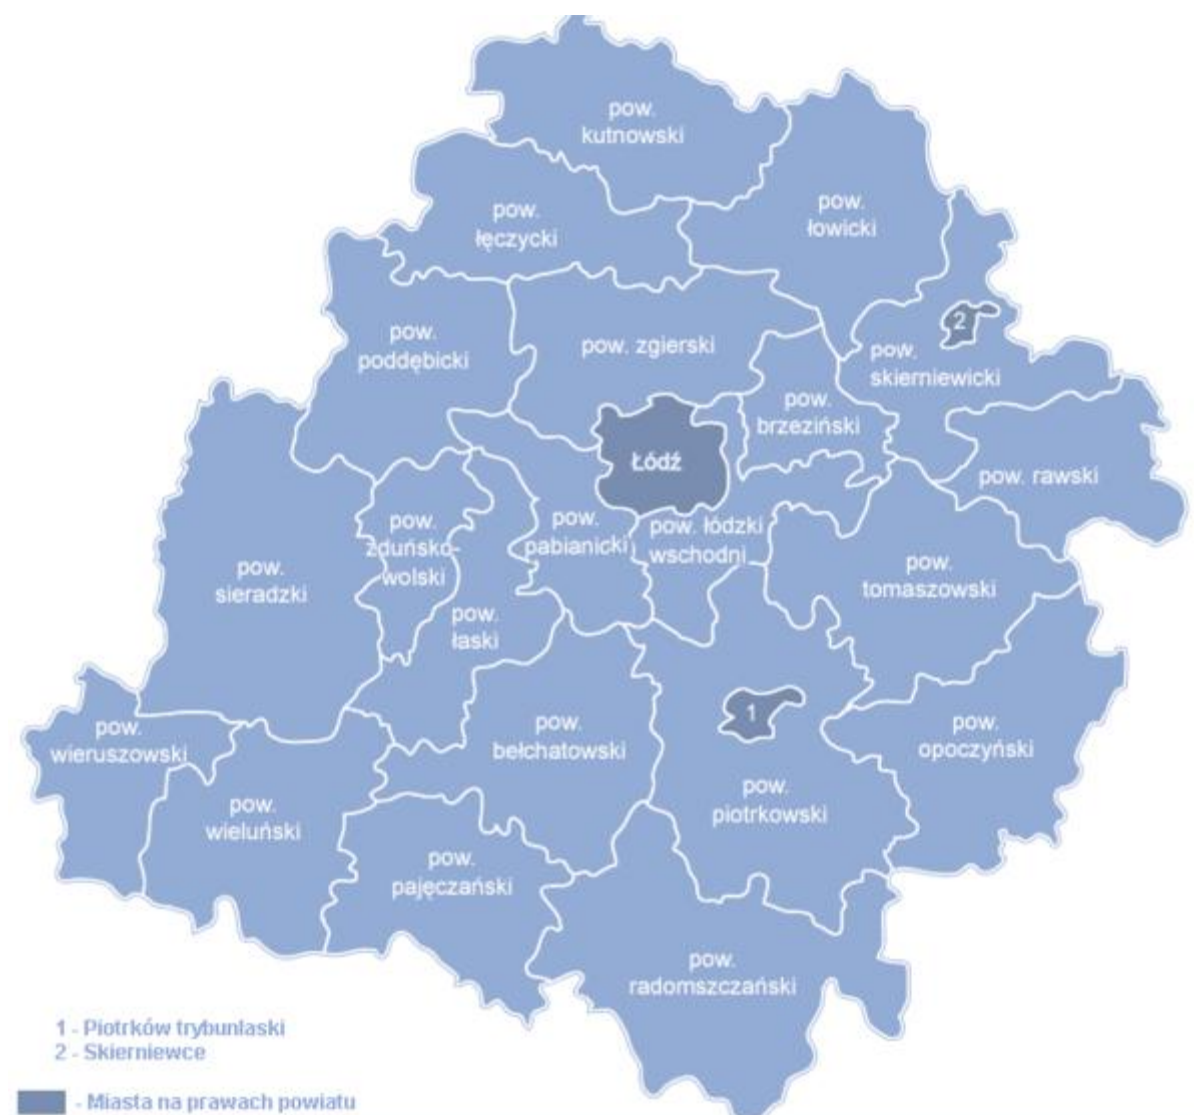 pow.
kutnowski
pow.
łęczycki
pow.
łowicki
pow.
poddębicki
pow. zgierski
2
pow.
skierniewicki
pow.
brzeziński
Łódź
pow. rawski
pow.
sieradzki
pow.
zduńsko-
wolski
pow.
pabianicki
pow. łódzki
wschodni
pow.
tomaszowski
pow.
łaski
pow.
wieruszowski
pow.
bełchatowski
1
pow.
opoczyński
pow.
wieluński
pow.
piotrkowski
pow.
pajęczański
pow.
radomszczański
1 - Piotrków trybunlaski
2 - Skierniewce
- Miasta na prawach powiatu